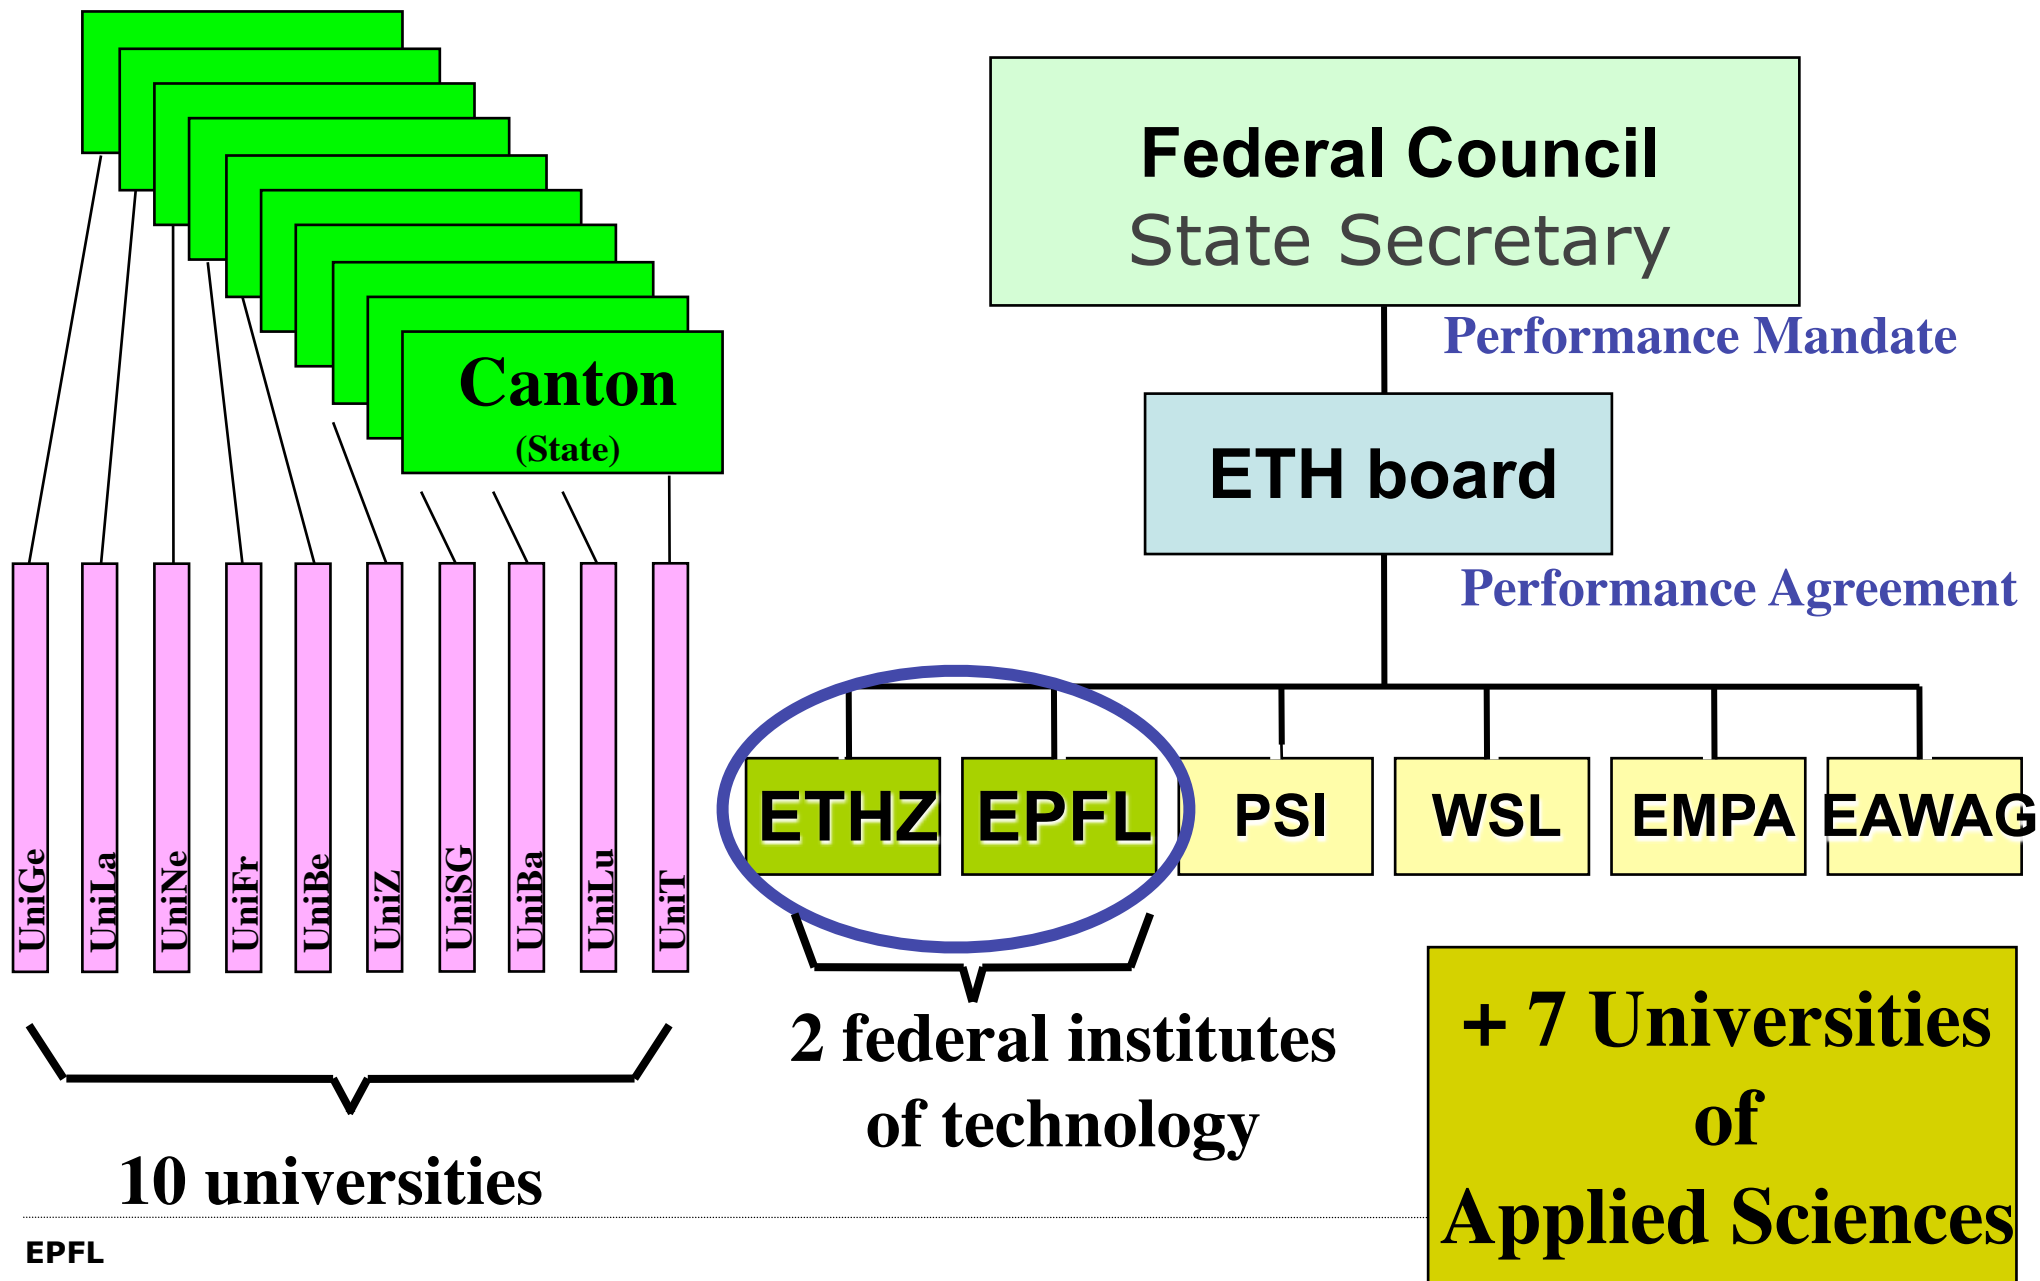 Federal Council
State Secretary
Performance Mandate
Canton
(State)
ETH board
Performance Agreement
UniGe
UniLa
UniNe
UniFr
UniBe
UniZ
UniSG
UniBa
UniLu
UniT
ETHZ
EPFL
PSI
WSL
EMPA
EAWAG
10 universities
2 federal institutes
of technology
+ 7 Universities
of
Applied Sciences
EPFL